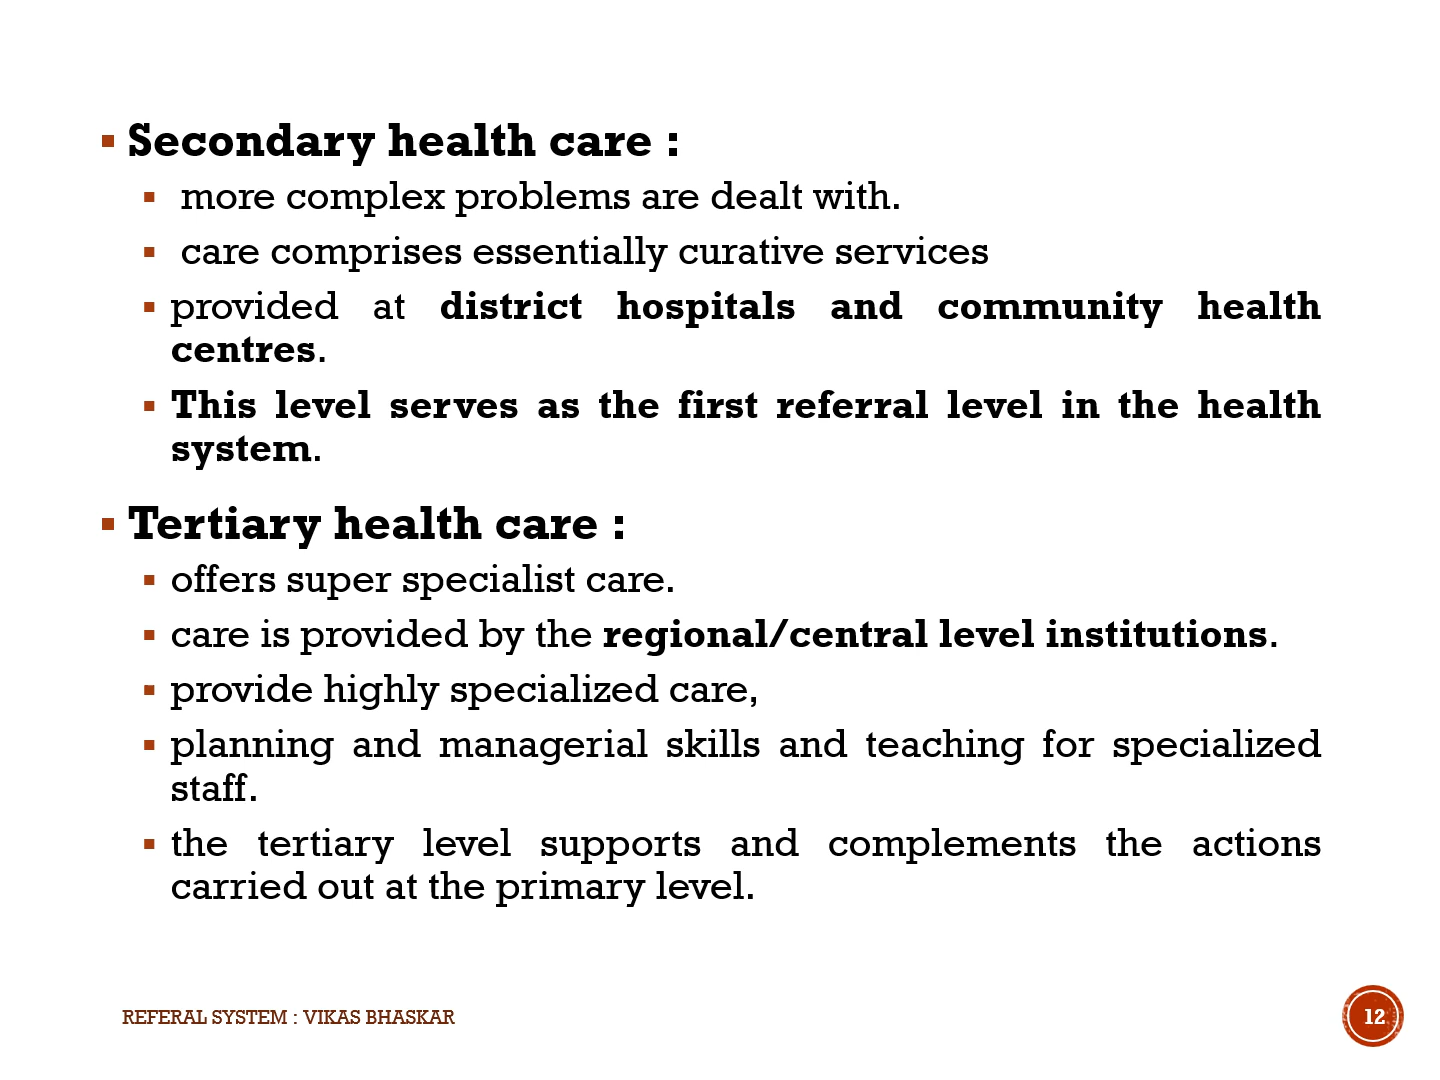 ▪ Secondary health care :
▪ more complex problems are dealt with.
▪ care comprises essentially curative services
▪ provided at district hospitals and community health
centres.
▪ This level serves as the first referral level in the health
system.
▪ Tertiary health care :
▪ offers super specialist care.
▪ care is provided by the regional/central level institutions.
▪ provide highly specialized care,
▪ planning and managerial skills and teaching for specialized
staff.
▪ the tertiary level supports and complements the actions
carried out at the primary level.
REFERAL SYSTEM : VIKAS BHASKAR
12